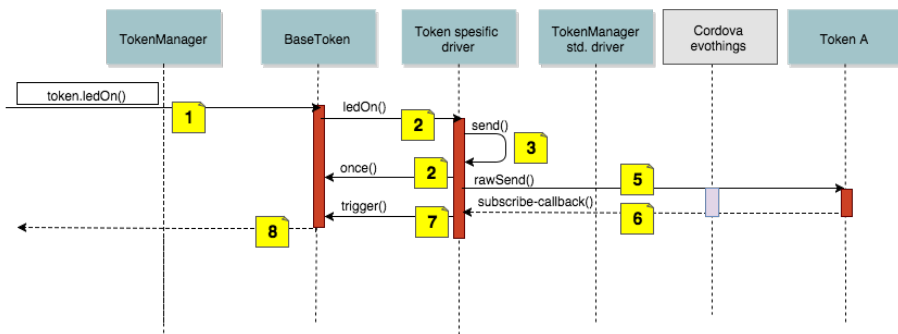 TokenManager
BaseToken
Token spesific
driver
TokenManager
std. driver
Cordova
evothings
Token A
token.ledOn()
1
ledOn()
2
send()
3
once()
2
rawSend()
5
subscribe-callback()
6
trigger()
7
8